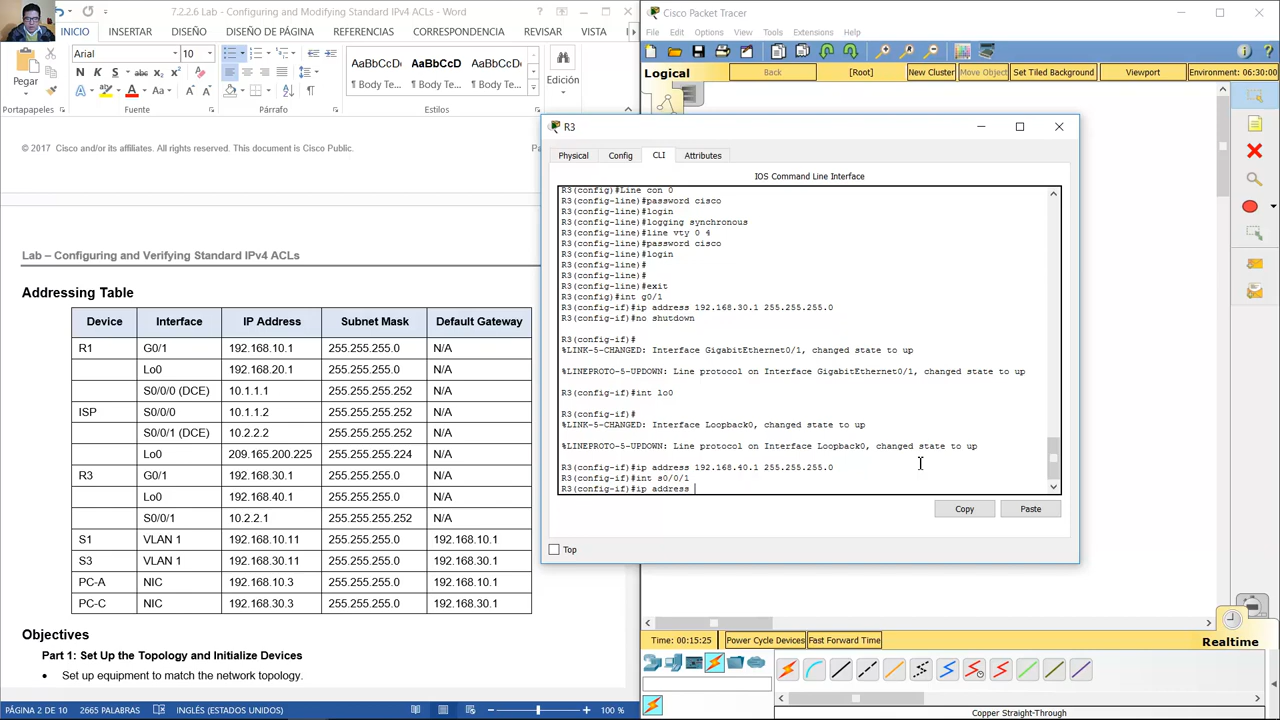 7.2.2.6 Lab - Configuring and Modifying Standard IPv4 ACLs - Word
INICIO INSERTAR DISEÑO DISEÑO DE PÁGINA REFERENCIAS CORRESPONDENCIA REVISAR VISTA
Arial 10
Pegar
AaBbCcD, AaBbCcD, AaBbCcD,
¶ Body Te... ¶ Body Te... ¶ Body Te...
Edición
Portapapeles Fuente Párrafo Estilos
© 2017 Cisco and/or its affiliates. All rights reserved. This document is Cisco Public.
Lab – Configuring and Verifying Standard IPv4 ACLs
Addressing Table
Device Interface IP Address Subnet Mask Default Gateway
R1 G0/1 192.168.10.1 255.255.255.0 N/A
Lo0 192.168.20.1 255.255.255.0 N/A
S0/0/0 (DCE) 10.1.1.1 255.255.255.252 N/A
ISP S0/0/0 10.1.1.2 255.255.255.252 N/A
S0/0/1 (DCE) 10.2.2.2 255.255.255.252 N/A
Lo0 209.165.200.225 255.255.255.224 N/A
R3 G0/1 192.168.30.1 255.255.255.0 N/A
Lo0 192.168.40.1 255.255.255.0 N/A
S0/0/1 10.2.2.1 255.255.255.252 N/A
S1 VLAN 1 192.168.10.11 255.255.255.0 192.168.10.1
S3 VLAN 1 192.168.30.11 255.255.255.0 192.168.30.1
PC-A NIC 192.168.10.3 255.255.255.0 192.168.10.1
PC-C NIC 192.168.30.3 255.255.255.0 192.168.30.1
Objectives
Part 1: Set Up the Topology and Initialize Devices
• Set up equipment to match the network topology.
PÁGINA 2 DE 10 2665 PALABRAS INGLÉS (ESTADOS UNIDOS) 100 %
Cisco Packet Tracer
File Edit Options View Tools Extensions Help
Logical Back [Root] New Cluster Move Object Set Tiled Background Viewport Environment: 06:30:00
R3
Physical Config CLI Attributes
IOS Command Line Interface
R3(config)#Line con 0
R3(config-line)#password cisco
R3(config-line)#login
R3(config-line)#logging synchronous
R3(config-line)#line vty 0 4
R3(config-line)#password cisco
R3(config-line)#login
R3(config-line)#
R3(config-line)#
R3(config-line)#exit
R3(config)#int g0/1
R3(config-if)#ip address 192.168.30.1 255.255.255.0
R3(config-if)#no shutdown
R3(config-if)#
%LINK-5-CHANGED: Interface GigabitEthernet0/1, changed state to up
%LINEPROTO-5-UPDOWN: Line protocol on Interface GigabitEthernet0/1, changed state to up
R3(config-if)#int lo0
R3(config-if)#
%LINK-5-CHANGED: Interface Loopback0, changed state to up
%LINEPROTO-5-UPDOWN: Line protocol on Interface Loopback0, changed state to up
R3(config-if)#ip address 192.168.40.1 255.255.255.0
R3(config-if)#int s0/0/1
R3(config-if)#ip address
Copy Paste
Top
Time: 00:15:25 Power Cycle Devices Fast Forward Time Realtime
Copper Straight-Through